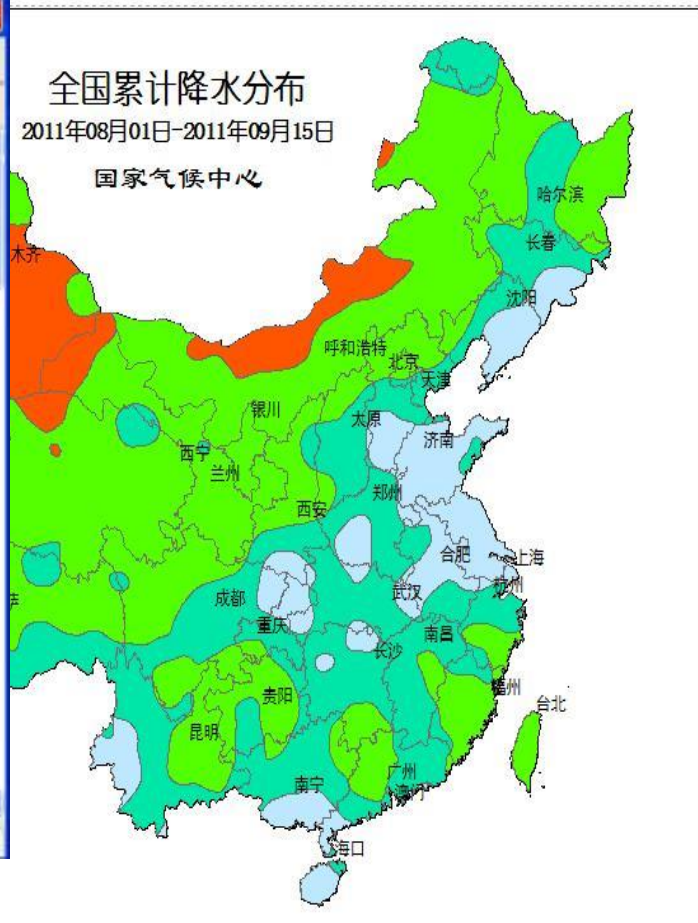 全国累计降水分布
2011年08月01日-2011年09月15日
国家气候中心
哈尔滨
木齐
长春
沈阳
呼和浩特
北京
天津
银川
太原
济南
西宁
兰州
郑州
西安
合肥
上海
杭州
武汉
成都
重庆
南昌
长沙
福州
贵阳
台北
昆明
广州
澳门
南宁
海口